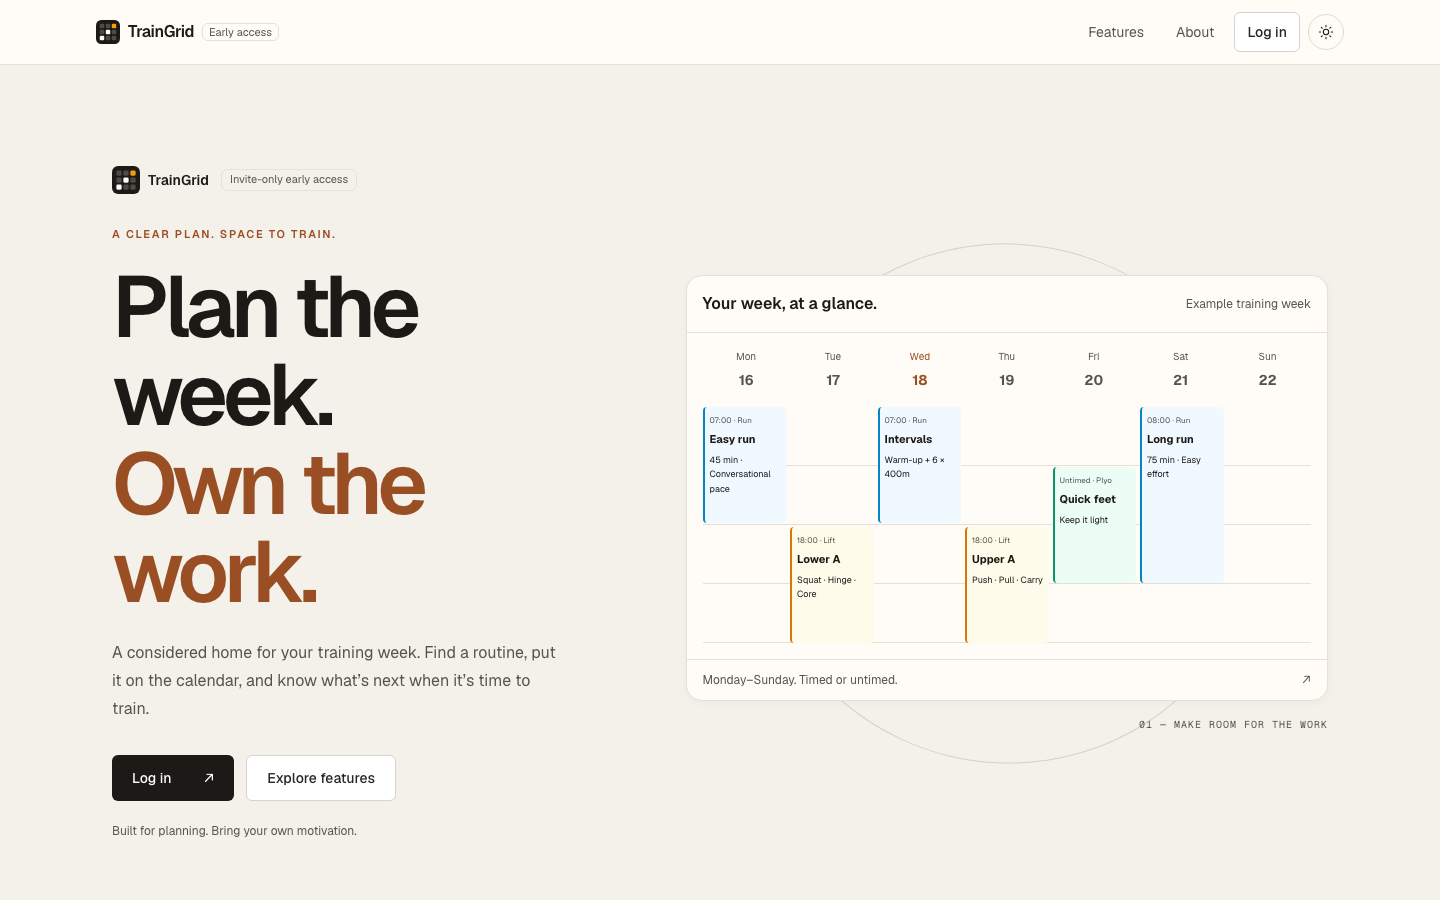 TrainGrid Early access Features About Log in
TrainGrid Invite-only early access
A CLEAR PLAN. SPACE TO TRAIN.
Plan the
week.
Own the
work.
A considered home for your training week. Find a routine, put
it on the calendar, and know what’s next when it’s time to
train.
Log in ↗ Explore features
Built for planning. Bring your own motivation.
Your week, at a glance. Example training week
Mon Tue Wed Thu Fri Sat Sun
16 17 18 19 20 21 22
07:00 · Run
Easy run
45 min ·
Conversational
pace
18:00 · Lift
Lower A
Squat · Hinge ·
Core
07:00 · Run
Intervals
Warm-up + 6 ×
400m
18:00 · Lift
Upper A
Push · Pull · Carry
Untimed · Plyo
Quick feet
Keep it light
08:00 · Run
Long run
75 min · Easy
effort
Monday–Sunday. Timed or untimed. ↗
01 — MAKE ROOM FOR THE WORK